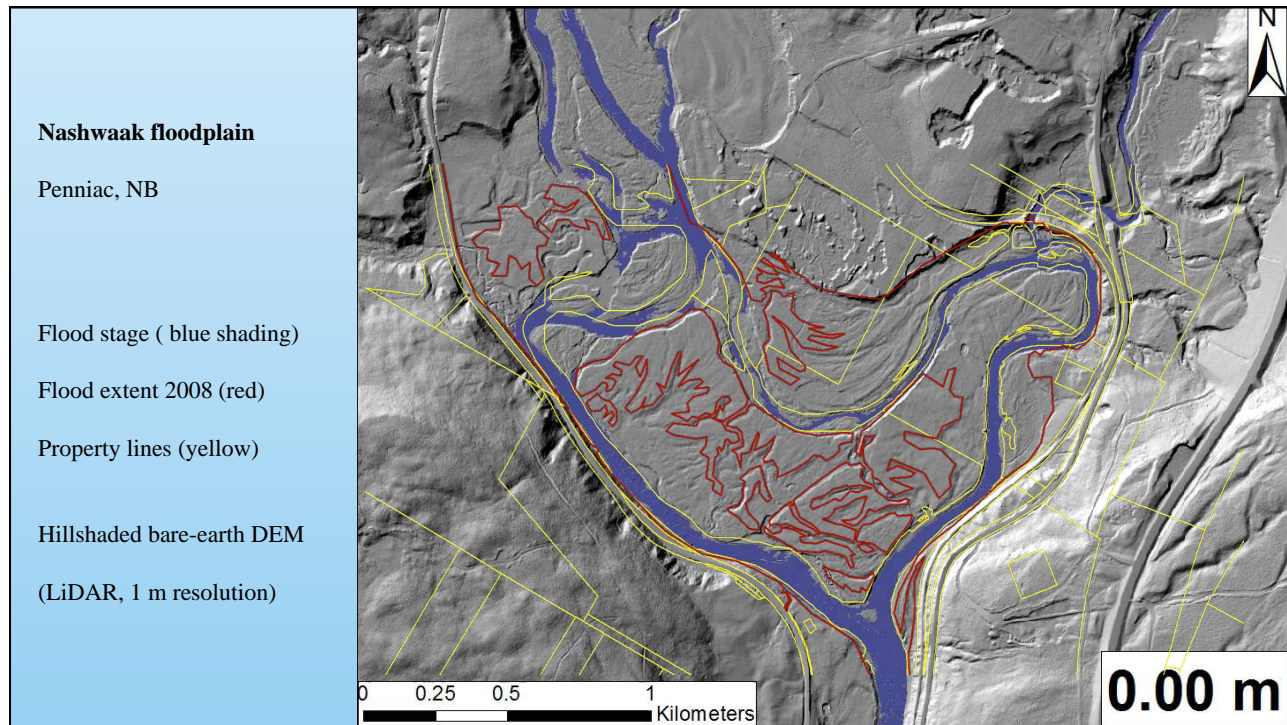 Nashwaak floodplain
Penniac, NB
Flood stage ( blue shading)
Flood extent 2008 (red)
Property lines (yellow)
Hillshaded bare-earth DEM
(LiDAR, 1 m resolution)
N
0 0.25 0.5 1
Kilometers
0.00 m